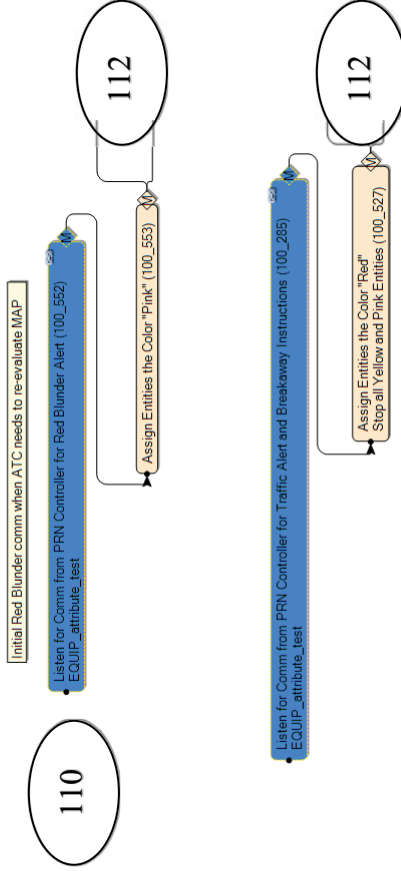 Initial Red Blunder comm when ATC needs to re-evaluate MAP
110
Listen for Comm from PRN Controller for Red Blunder Alert (100_552)
EQUIP_attribute_test
M
Assign Entities the Color "Pink" (100_553)
M
112
Listen for Comm from PRN Controller for Traffic Alert and Breakaway Instructions (100_285)
EQUIP_attribute_test
M
Assign Entities the Color "Red"
Stop all Yellow and Pink Entities (100_527)
M
112